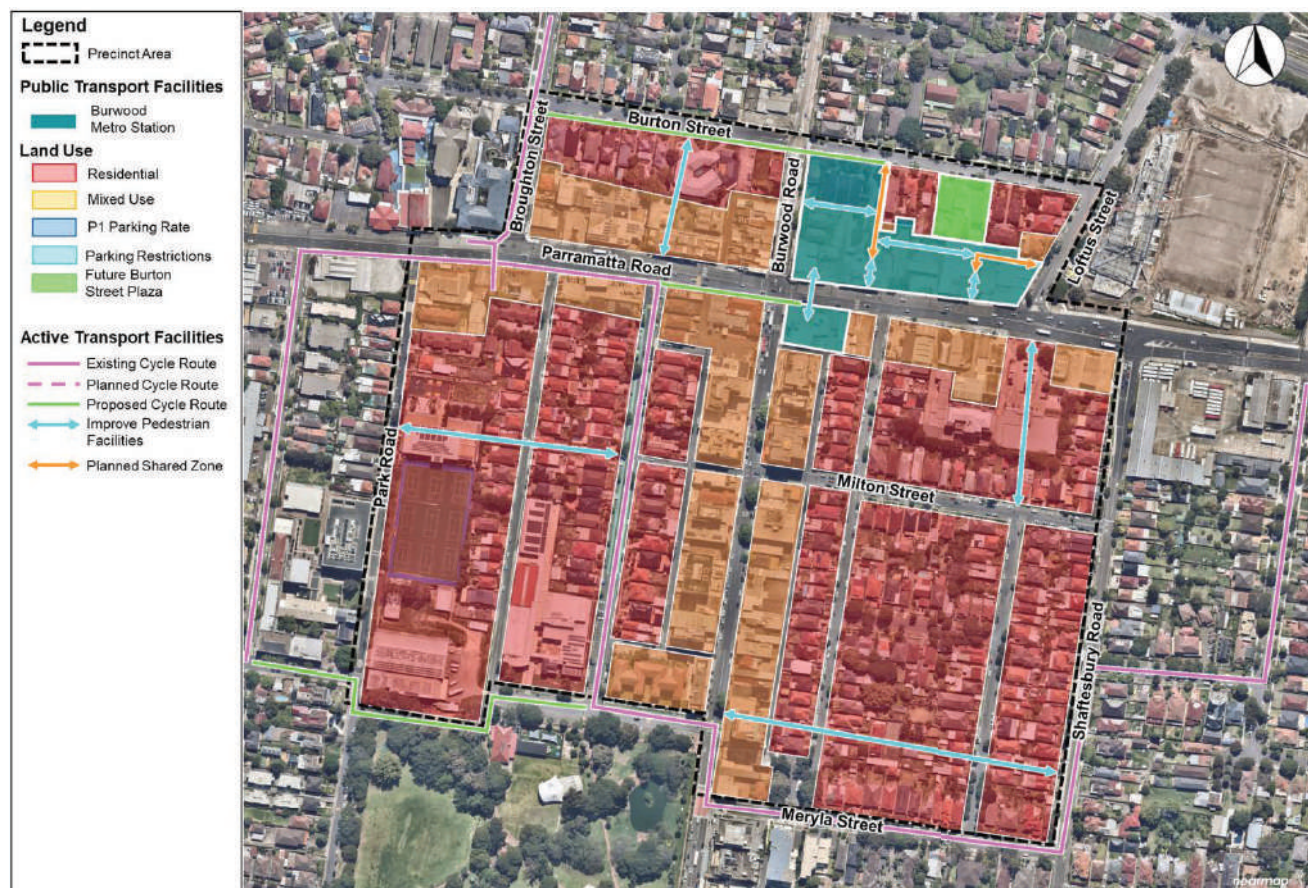 Legend
Precinct Area
Public Transport Facilities
Burwood
Metro Station
Land Use
Residential
Mixed Use
P1 Parking Rate
Parking Restrictions
Future Burton
Street Plaza
Active Transport Facilities
Existing Cycle Route
Planned Cycle Route
Proposed Cycle Route
Improve Pedestrian
Facilities
Planned Shared Zone
Burton Street
Broughton Street
Burwood Road
Loftus Street
Parramatta Road
Park Road
Milton Street
Shaftesbury Road
Meryla Street
nearmap